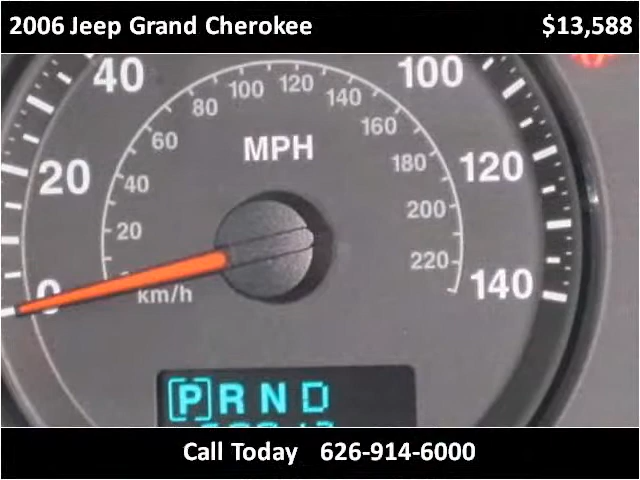 2006 Jeep Grand Cherokee $13,588
40 100
80 100 120 140
60 160
MPH
20 40 180 120
20 200
0 km/h 220 140
[P] R N D
Call Today 626-914-6000